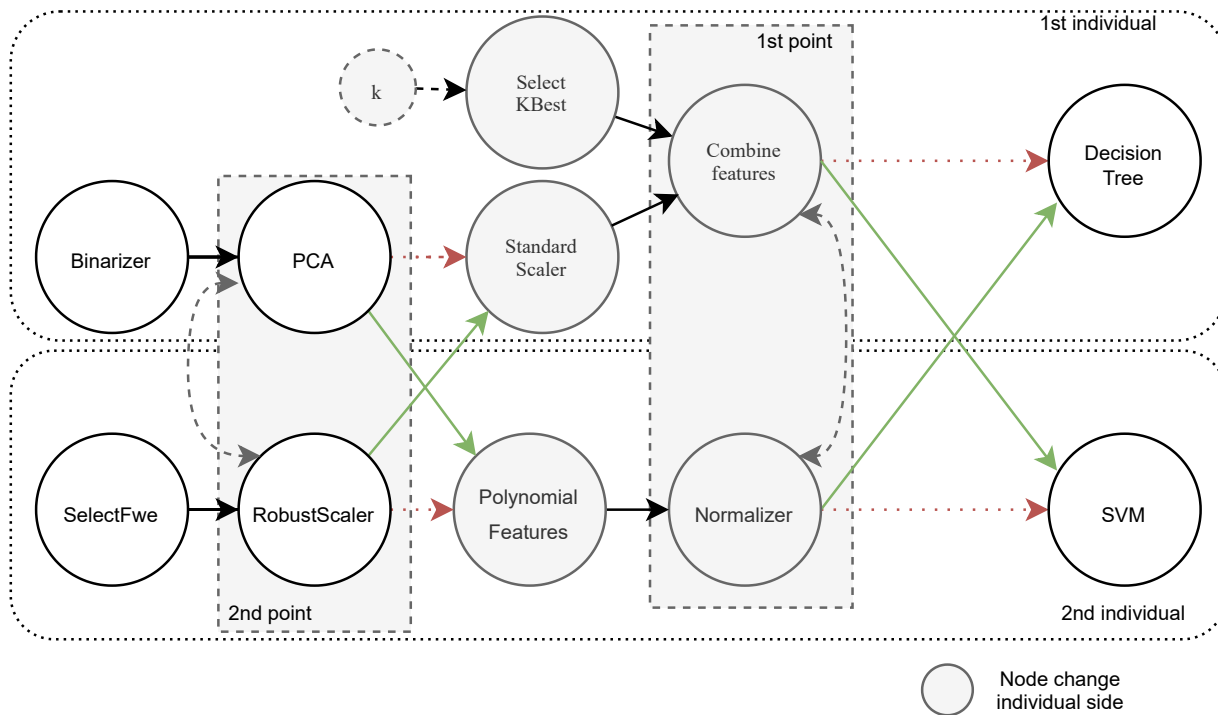 1st individual
1st point
k
Select
KBest
Combine
features
Decision
Tree
Binarizer
PCA
Standard
Scaler
SelectFwe
RobustScaler
Polynomial
Features
Normalizer
SVM
2nd point
2nd individual
Node change
individual side